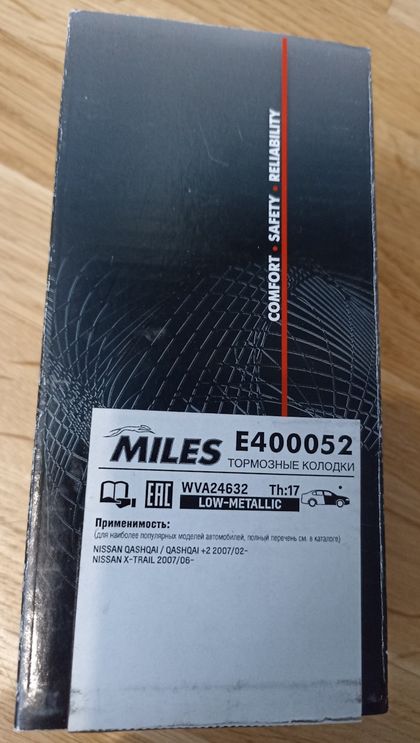 COMFORT • SAFETY • RELIABILITY
MILES E400052
ТОРМОЗНЫЕ КОЛОДКИ
EAC WVA24632 Th:17
LOW-METALLIC
Применимость:
(для наиболее популярных моделей автомобилей, полный перечень см. в каталоге)
NISSAN QASHQAI / QASHQAI +2 2007/02-
NISSAN X-TRAIL 2007/06-